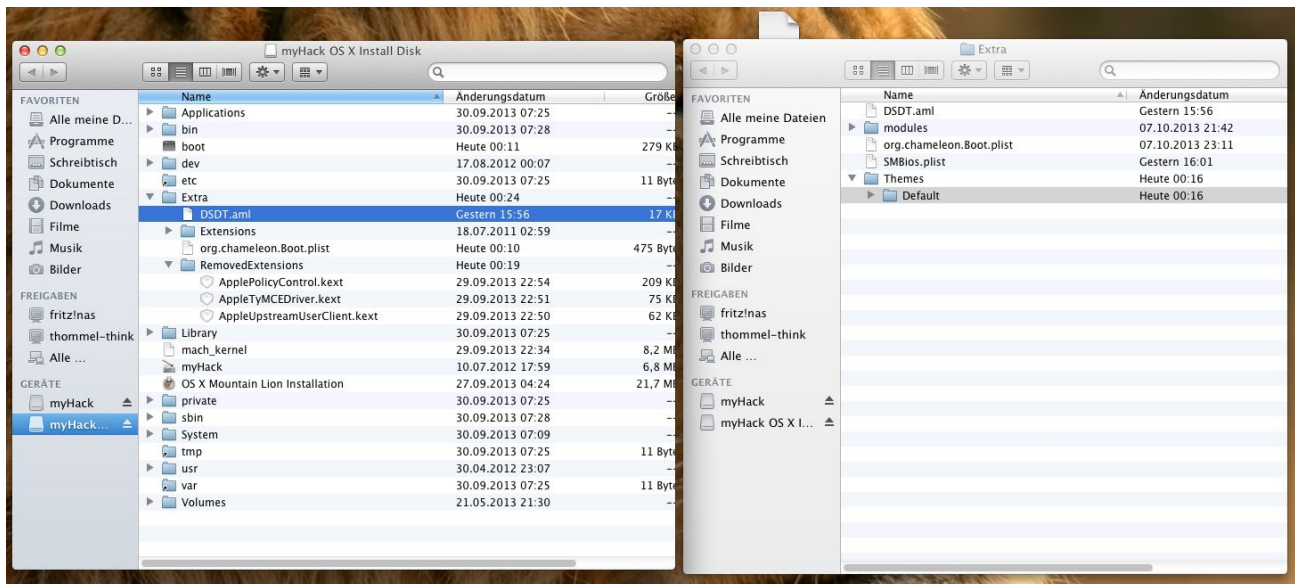 myHack OS X Install Disk
FAVORITEN
Alle meine D...
Programme
Schreibtisch
Dokumente
Downloads
Filme
Musik
Bilder
FREIGABEN
fritz!nas
thommel-think
Alle ...
GERÄTE
myHack
myHack...
Name Änderungsdatum Größe
Applications 30.09.2013 07:25 --
bin 30.09.2013 07:28 --
boot Heute 00:11 279 KB
dev 17.08.2012 00:07 --
etc 30.09.2013 07:25 11 Byte
Extra Heute 00:24 --
DSDT.aml Gestern 15:56 17 KB
Extensions 18.07.2011 02:59 --
org.chameleon.Boot.plist Heute 00:10 475 Byte
RemovedExtensions Heute 00:19 --
ApplePolicyControl.kext 29.09.2013 22:54 209 KB
AppleTyMCEDriver.kext 29.09.2013 22:51 75 KB
AppleUpstreamUserClient.kext 29.09.2013 22:50 62 KB
Library 30.09.2013 07:25 --
mach_kernel 29.09.2013 22:34 8,2 MB
myHack 10.07.2012 17:59 6,8 MB
OS X Mountain Lion Installation 27.09.2013 04:24 21,7 MB
private 30.09.2013 07:25 --
sbin 30.09.2013 07:28 --
System 30.09.2013 07:09 --
tmp 30.09.2013 07:25 11 Byte
usr 30.04.2012 23:07 --
var 30.09.2013 07:25 11 Byte
Volumes 21.05.2013 21:30 --
Extra
FAVORITEN
Alle meine Dateien
Programme
Schreibtisch
Dokumente
Downloads
Filme
Musik
Bilder
FREIGABEN
fritz!nas
thommel-think
Alle ...
GERÄTE
myHack
myHack OS X I...
Name Änderungsdatum
DSDT.aml Gestern 15:56
modules 07.10.2013 21:42
org.chameleon.Boot.plist 07.10.2013 23:11
SMBios.plist Gestern 16:01
Themes Heute 00:16
Default Heute 00:16